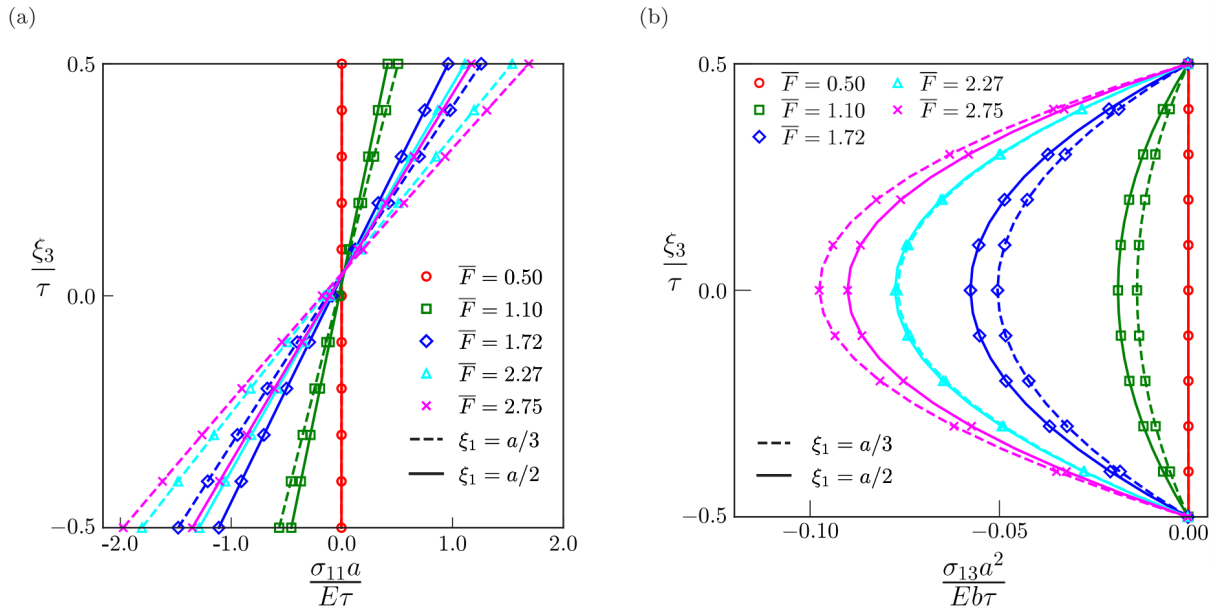 (a)
0.5
ξ₃/τ
0.0
−0.5
-2.0 -1.0 0.0 1.0 2.0
σ₁₁a/Eτ
F̅ = 0.50
F̅ = 1.10
F̅ = 1.72
F̅ = 2.27
F̅ = 2.75
ξ₁ = a/3
ξ₁ = a/2
(b)
0.5
ξ₃/τ
0.0
−0.5
−0.10 −0.05 0.00
σ₁₃a²/Ebτ
F̅ = 0.50 F̅ = 2.27
F̅ = 1.10 F̅ = 2.75
F̅ = 1.72
ξ₁ = a/3
ξ₁ = a/2